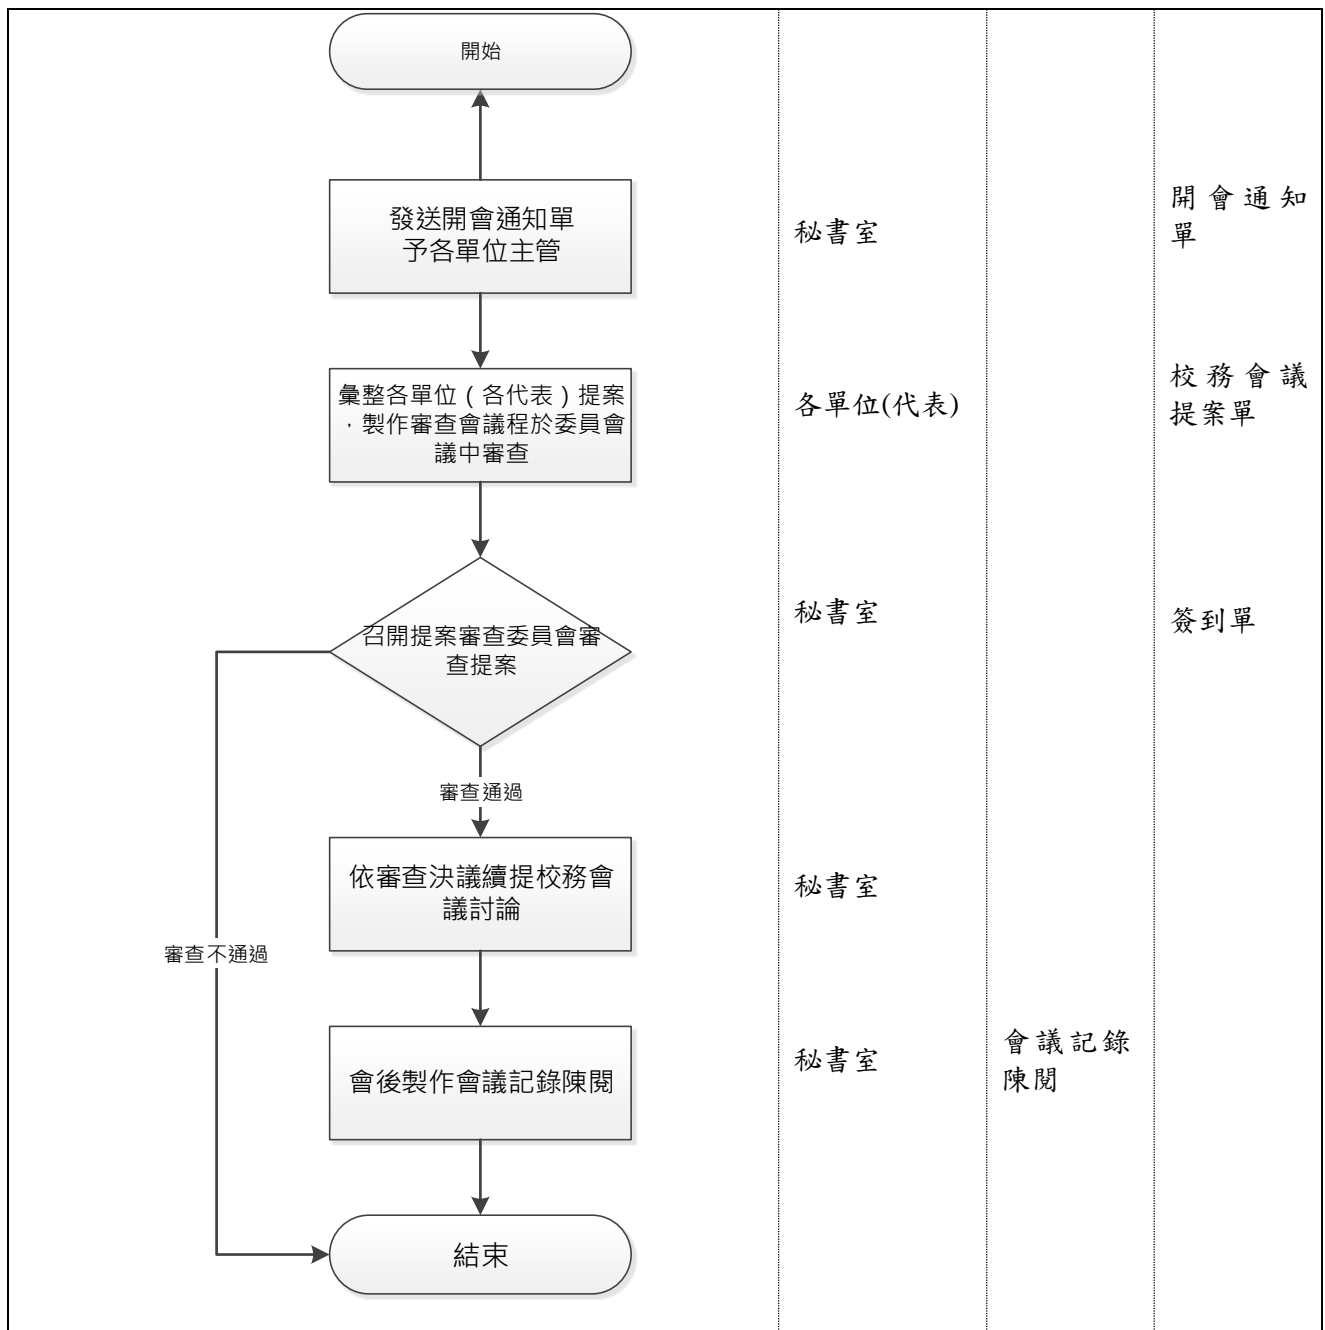 開始
發送開會通知單
予各單位主管
秘書室
開會通知
單
彙整各單位（各代表）提案
，製作審查會議程於委員會
議中審查
各單位(代表)
校務會議
提案單
召開提案審查委員會審
查提案
秘書室
簽到單
審查通過
依審查決議續提校務會
議討論
秘書室
審查不通過
會後製作會議記錄陳閱
秘書室
會議記錄
陳閱
結束